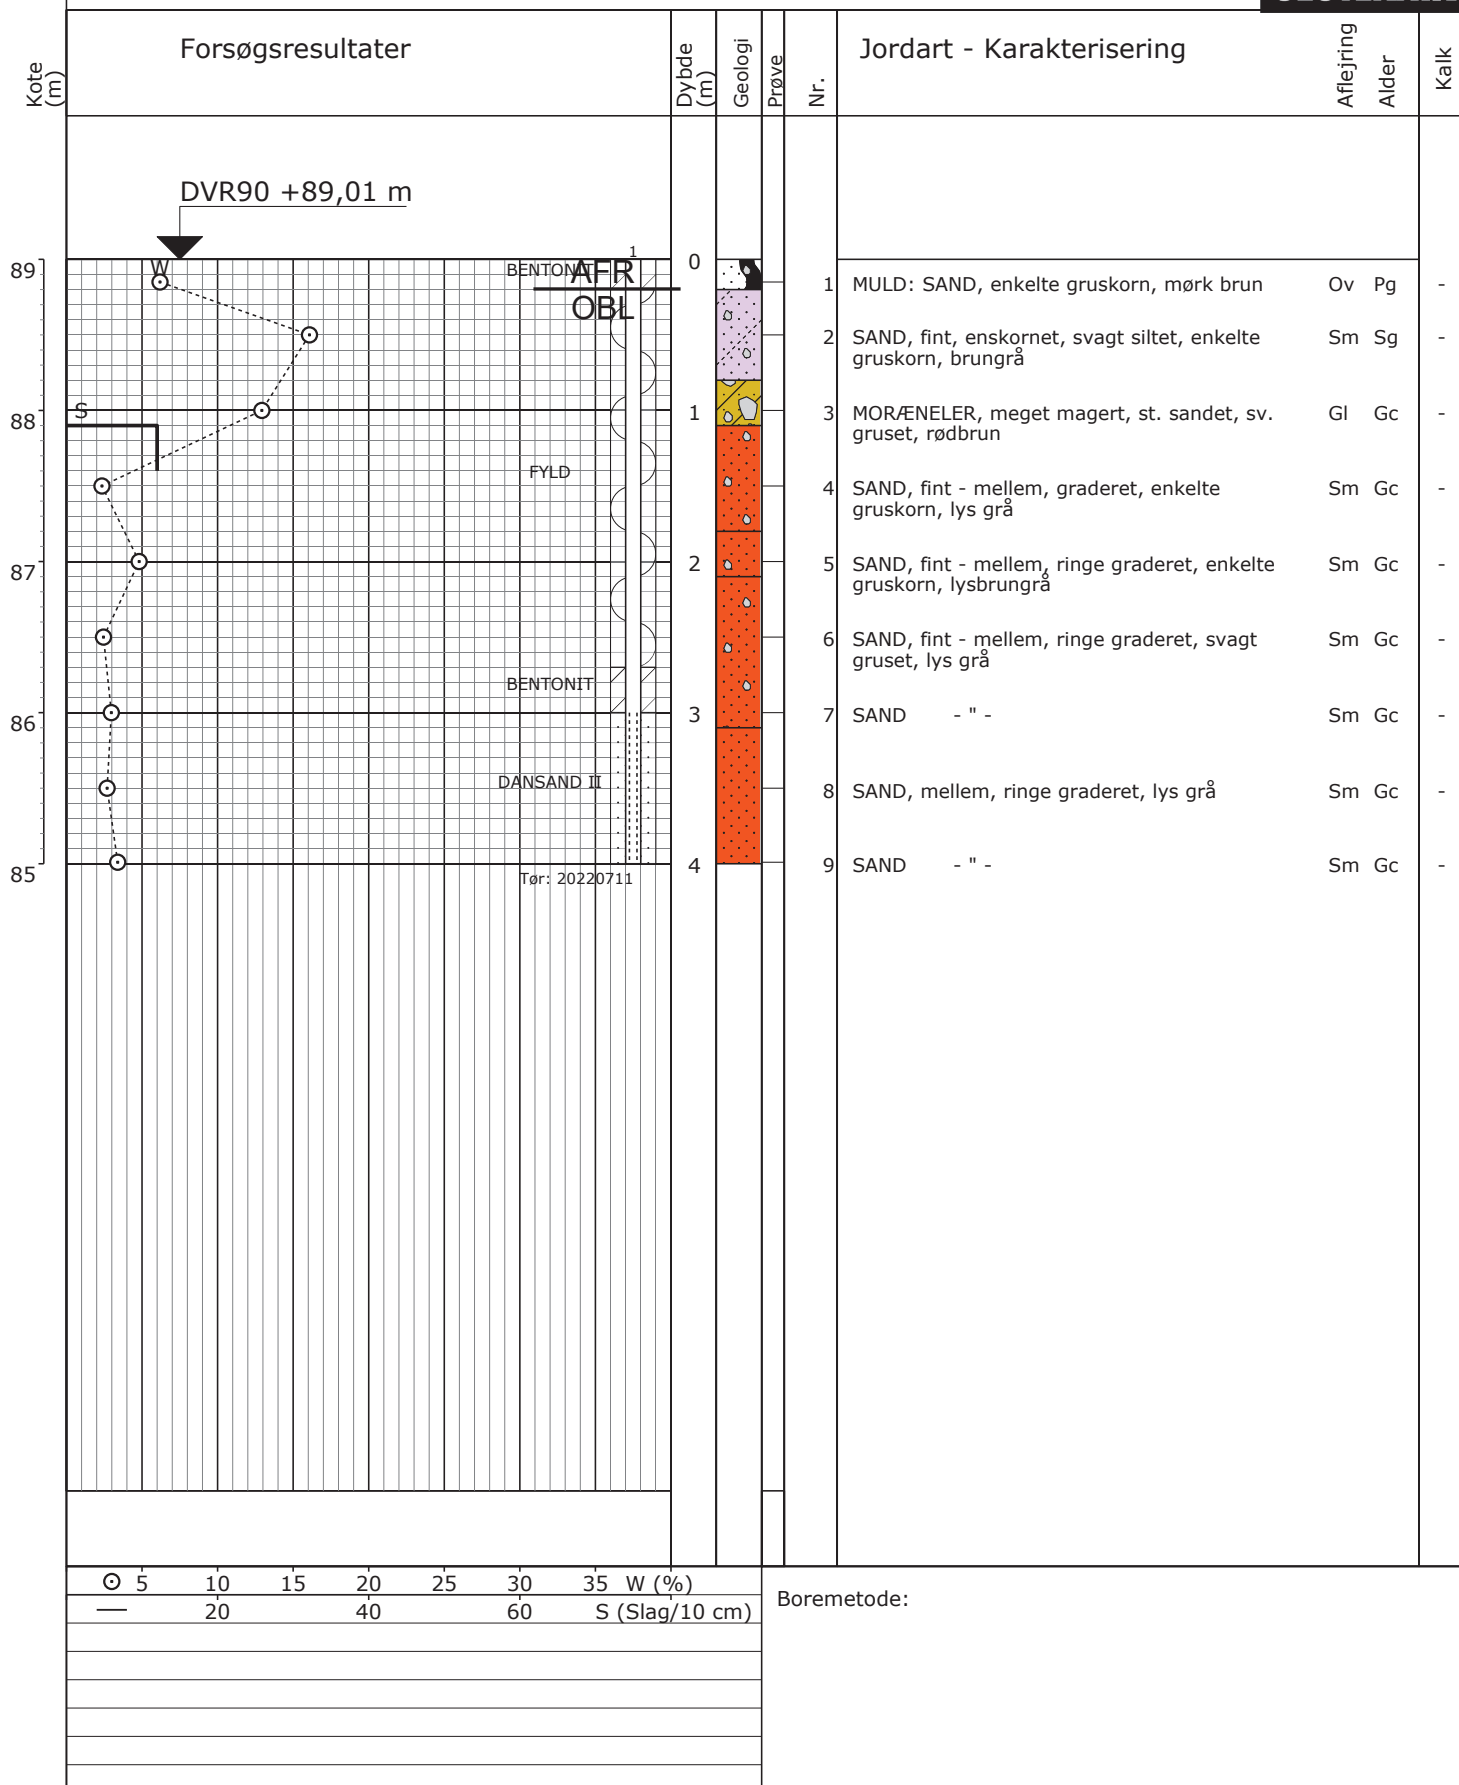 Kote (m)
Forsøgsresultater
Dybde (m)
Geologi
Prøve
Nr.
Jordart - Karakterisering
Aflejring
Alder
Kalk
DVR90 +89,01 m
89
W
BENTONIT
AFR
1
OBL
0
1 MULD: SAND, enkelte gruskorn, mørk brun Ov Pg -
2 SAND, fint, enskornet, svagt siltet, enkelte Sm Sg -
gruskorn, brungrå
88
S
1
3 MORÆNELER, meget magert, st. sandet, sv. Gl Gc -
gruset, rødbrun
FYLD
4 SAND, fint - mellem, graderet, enkelte Sm Gc -
gruskorn, lys grå
87
2
5 SAND, fint - mellem, ringe graderet, enkelte Sm Gc -
gruskorn, lysbrungrå
6 SAND, fint - mellem, ringe graderet, svagt Sm Gc -
gruset, lys grå
BENTONIT
86
3
7 SAND - " - Sm Gc -
DANSAND II
8 SAND, mellem, ringe graderet, lys grå Sm Gc -
85
4
9 SAND - " - Sm Gc -
Tør: 20220711
5 10 15 20 25 30 35 W (%)
20 40 60 S (Slag/10 cm)
Boremetode: